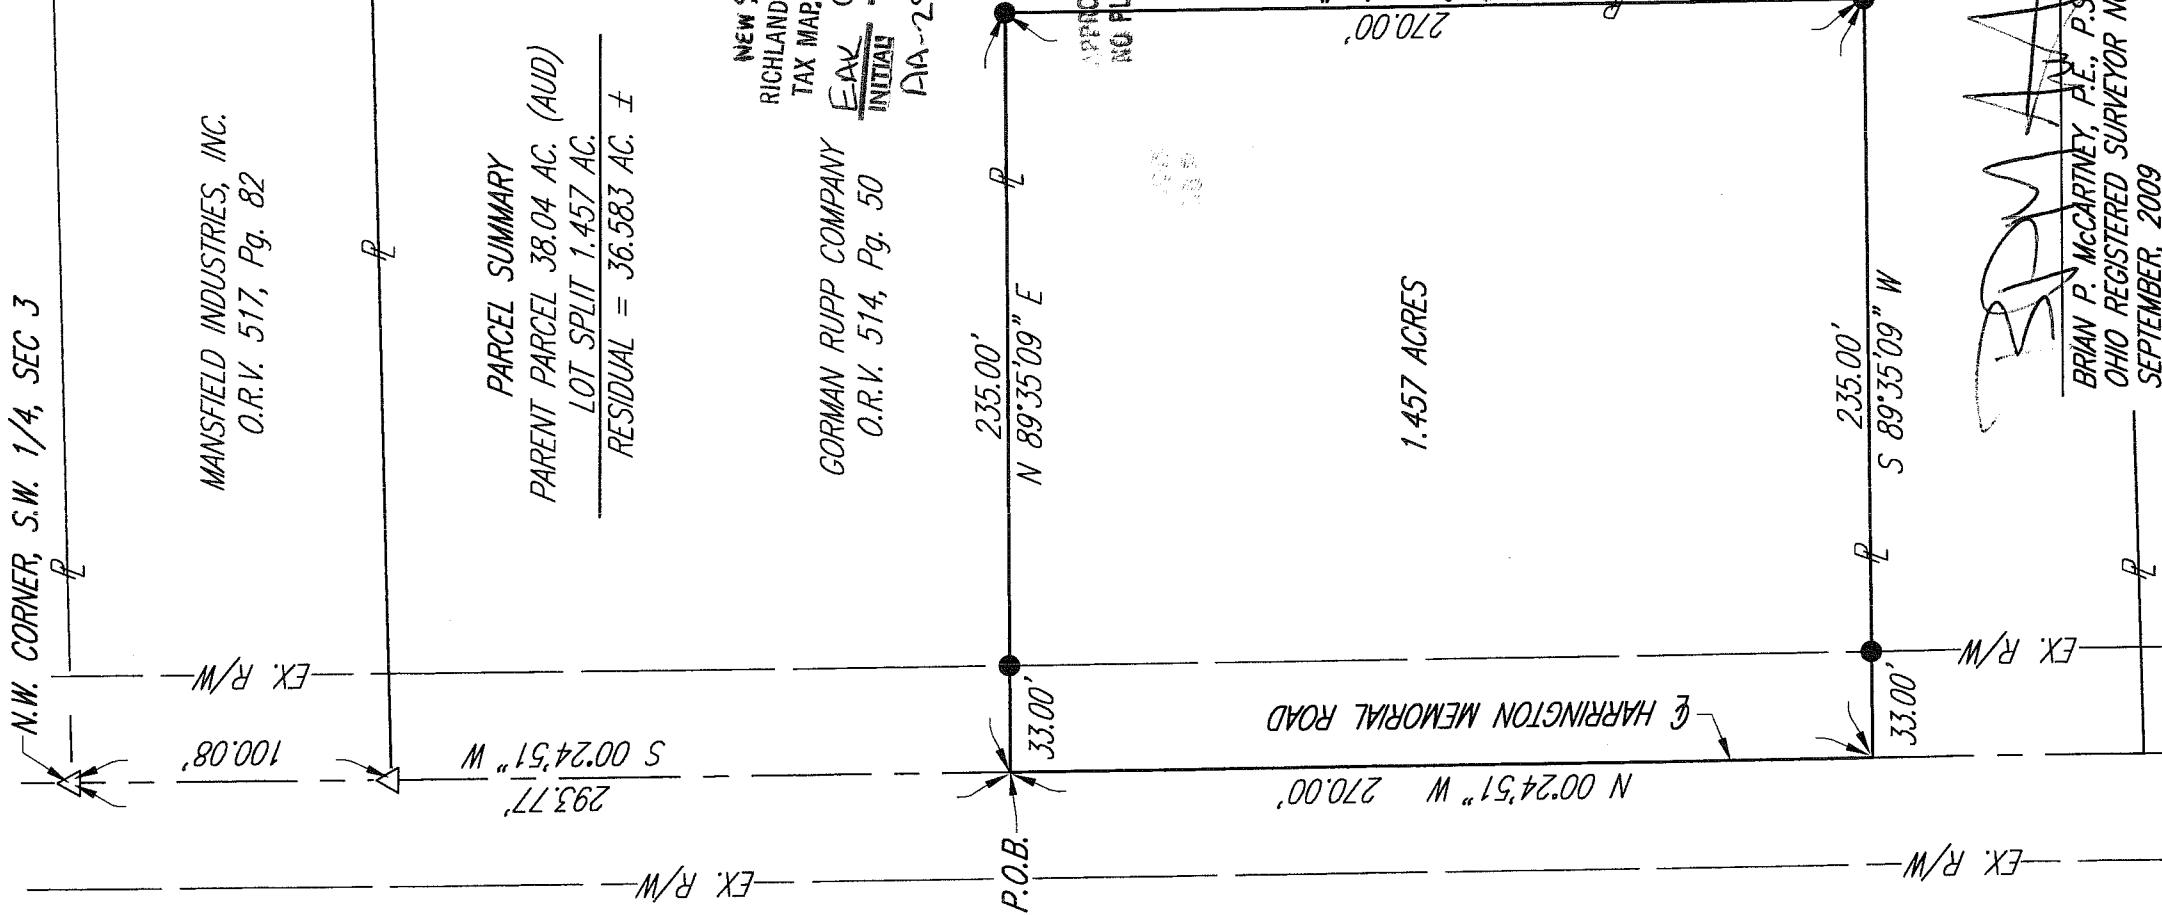 N.W. CORNER, S.W. 1/4, SEC 3
MANSFIELD INDUSTRIES, INC.
O.R.V. 517, Pg. 82
PARCEL SUMMARY
PARENT PARCEL 38.04 AC. (AUD)
LOT SPLIT 1.457 AC.
RESIDUAL = 36.583 AC. ±
NEW
RICHLAND
TAX MAP
EAK
INITIAL
GORMAN RUPP COMPANY
O.R.V. 514, Pg. 50
235.00'
N 89°35'09" E
NO PL
270.00'
1.457 ACRES
235.00'
S 89°35'09" W
BRIAN P. McCARTNEY, P.E., P.S
OHIO REGISTERED SURVEYOR N
SEPTEMBER, 2009
EX. R/W
EX. R/W
100.08'
S 00°24'51" W
293.77'
33.00'
33.00'
℄ HARRINGTON MEMORIAL ROAD
N 00°24'51" W 270.00'
P.O.B.
EX. R/W
EX. R/W